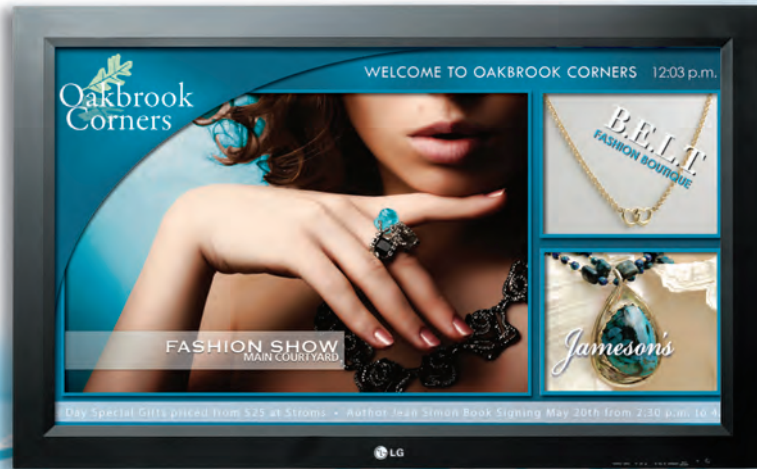 Oakbrook
Corners
WELCOME TO OAKBROOK CORNERS 12:03 p.m.
B.E.L.T
FASHION BOUTIQUE
FASHION SHOW
MAIN COURTYARD
Jameson's
Day Special Gifts priced from $25 at Stroms • Author Jean Simon Book Signing May 20th from 2:30 p.m. to 4
LG